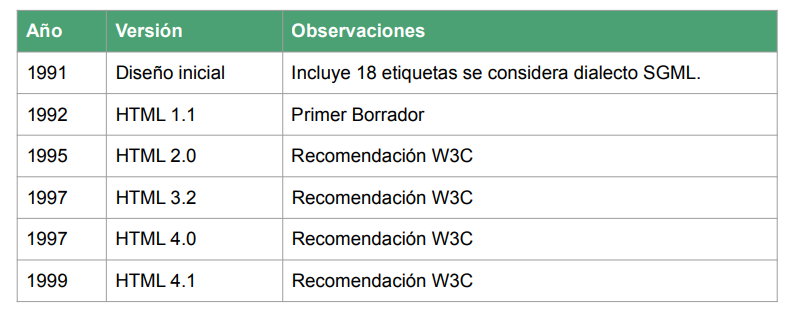 Año Versión Observaciones
1991 Diseño inicial Incluye 18 etiquetas se considera dialecto SGML.
1992 HTML 1.1 Primer Borrador
1995 HTML 2.0 Recomendación W3C
1997 HTML 3.2 Recomendación W3C
1997 HTML 4.0 Recomendación W3C
1999 HTML 4.1 Recomendación W3C